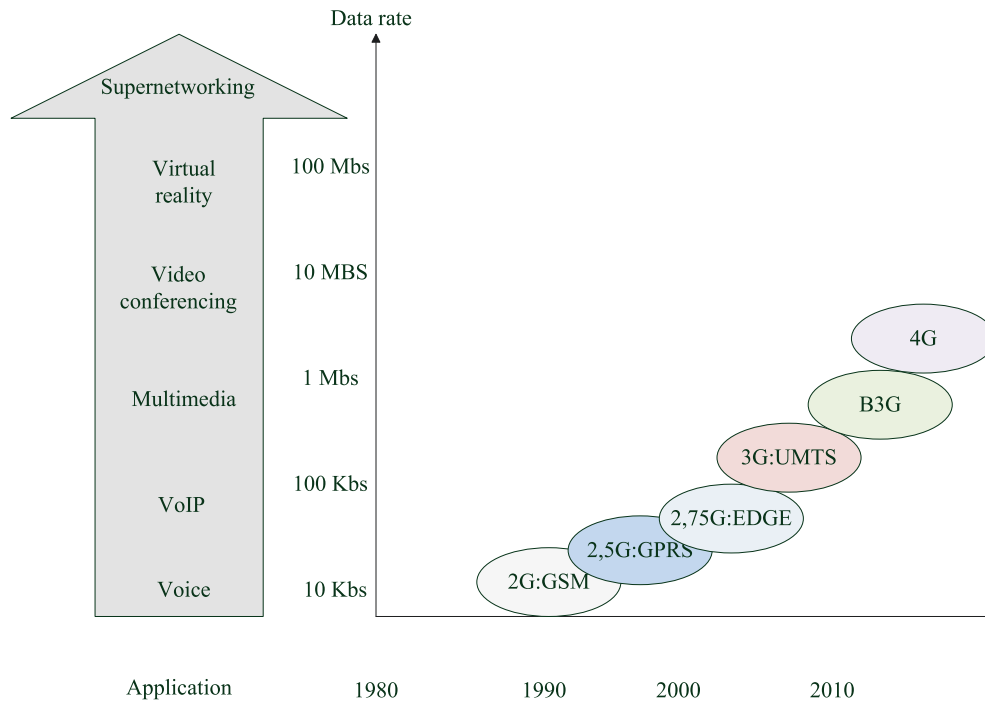 Data rate
Supernetworking
Virtual
reality
100 Mbs
Video
conferencing
10 MBS
4G
1 Mbs
Multimedia
B3G
3G:UMTS
100 Kbs
VoIP
2,75G:EDGE
2,5G:GPRS
2G:GSM
Voice
10 Kbs
Application
1980
1990
2000
2010